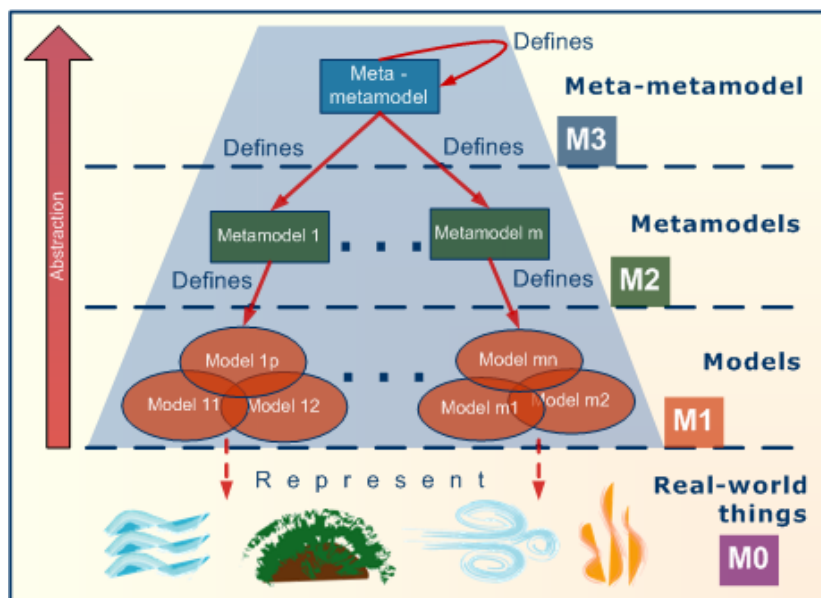 Defines
Meta -
metamodel
Meta-metamodel
M3
Defines
Defines
Abstraction
Metamodels
Metamodel 1
. . .
Metamodel m
Defines
Defines
M2
Model 1p
Model mn
Models
. . .
Model 11
Model 12
Model m1
Model m2
M1
Represent
Real-world
things
M0